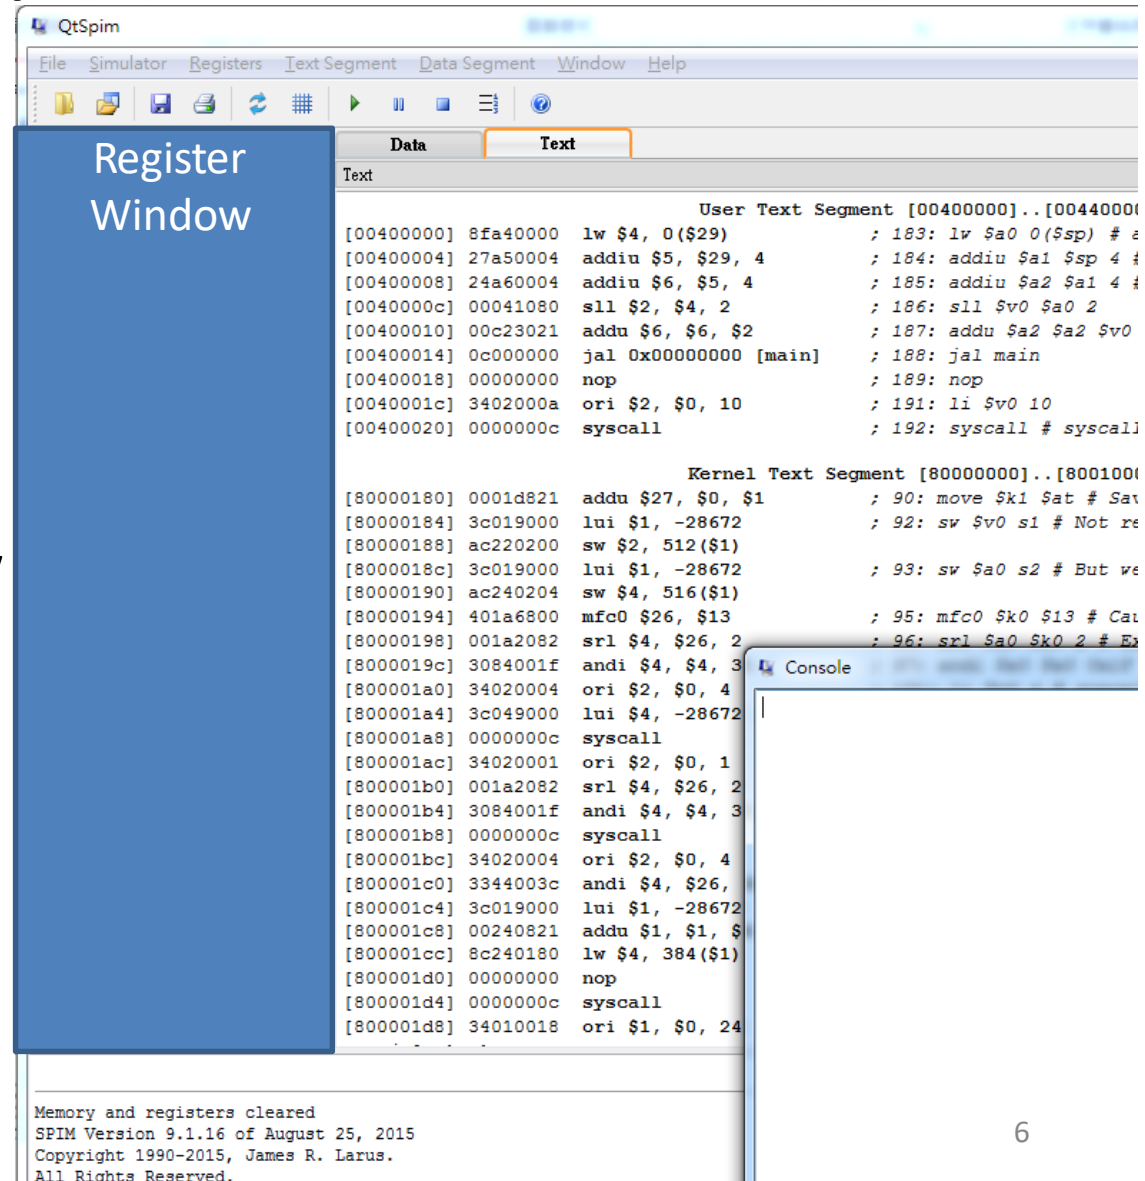 QtSpim
File Simulator Registers Text Segment Data Segment Window Help
Register
Window
Data Text
Text
User Text Segment [00400000]..[00440000
[00400000] 8fa40000 lw $4, 0($29) ; 183: lw $a0 0($sp) # a
[00400004] 27a50004 addiu $5, $29, 4 ; 184: addiu $a1 $sp 4 #
[00400008] 24a60004 addiu $6, $5, 4 ; 185: addiu $a2 $a1 4 #
[0040000c] 00041080 sll $2, $4, 2 ; 186: sll $v0 $a0 2
[00400010] 00c23021 addu $6, $6, $2 ; 187: addu $a2 $a2 $v0
[00400014] 0c000000 jal 0x00000000 [main] ; 188: jal main
[00400018] 00000000 nop ; 189: nop
[0040001c] 3402000a ori $2, $0, 10 ; 191: li $v0 10
[00400020] 0000000c syscall ; 192: syscall # syscall
Kernel Text Segment [80000000]..[8001000
[80000180] 0001d821 addu $27, $0, $1 ; 90: move $k1 $at # Sav
[80000184] 3c019000 lui $1, -28672 ; 92: sw $v0 s1 # Not re
[80000188] ac220200 sw $2, 512($1)
[8000018c] 3c019000 lui $1, -28672 ; 93: sw $a0 s2 # But we
[80000190] ac240204 sw $4, 516($1)
[80000194] 401a6800 mfc0 $26, $13 ; 95: mfc0 $k0 $13 # Cau
[80000198] 001a2082 srl $4, $26, 2 ; 96: srl $a0 $k0 2 # Ex
[8000019c] 3084001f andi $4, $4, 3
[800001a0] 34020004 ori $2, $0, 4
[800001a4] 3c049000 lui $4, -28672
[800001a8] 0000000c syscall
[800001ac] 34020001 ori $2, $0, 1
[800001b0] 001a2082 srl $4, $26, 2
[800001b4] 3084001f andi $4, $4, 3
[800001b8] 0000000c syscall
[800001bc] 34020004 ori $2, $0, 4
[800001c0] 3344003c andi $4, $26,
[800001c4] 3c019000 lui $1, -28672
[800001c8] 00240821 addu $1, $1, $
[800001cc] 8c240180 lw $4, 384($1)
[800001d0] 00000000 nop
[800001d4] 0000000c syscall
[800001d8] 34010018 ori $1, $0, 24
Console
Memory and registers cleared
SPIM Version 9.1.16 of August 25, 2015
Copyright 1990-2015, James R. Larus.
All Rights Reserved.
6